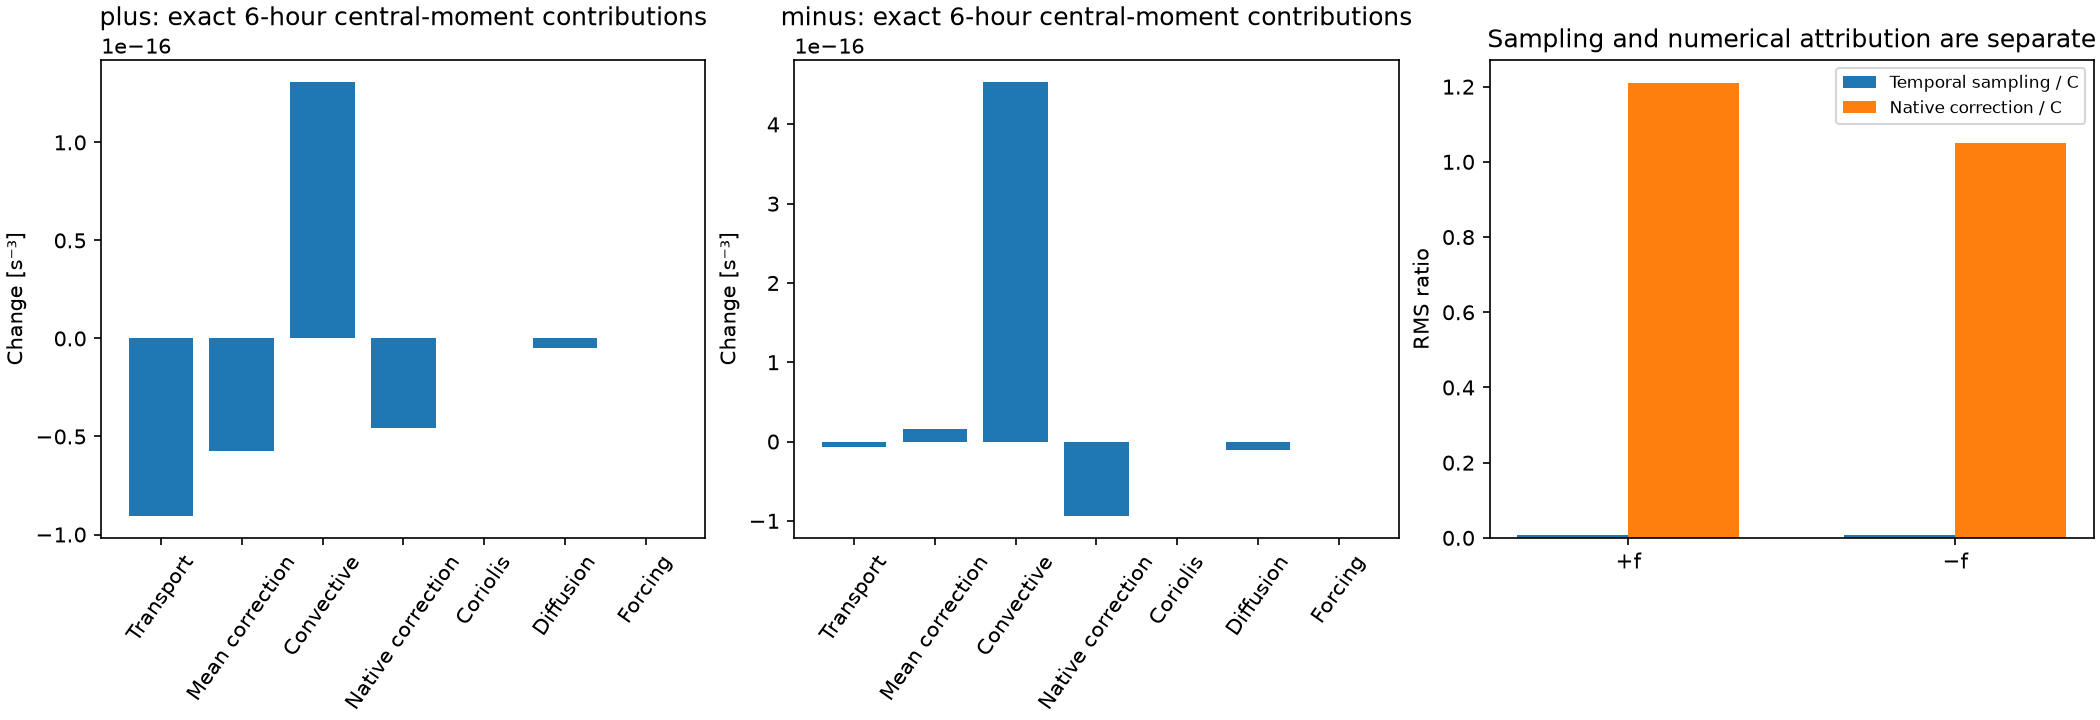 plus: exact 6-hour central-moment contributions
1e−16
Change [s⁻³]
1.0
0.5
0.0
−0.5
−1.0
Transport
Mean correction
Convective
Native correction
Coriolis
Diffusion
Forcing
minus: exact 6-hour central-moment contributions
1e−16
Change [s⁻³]
4
3
2
1
0
−1
Transport
Mean correction
Convective
Native correction
Coriolis
Diffusion
Forcing
Sampling and numerical attribution are separate
Temporal sampling / C
Native correction / C
RMS ratio
1.2
1.0
0.8
0.6
0.4
0.2
0.0
+f
−f